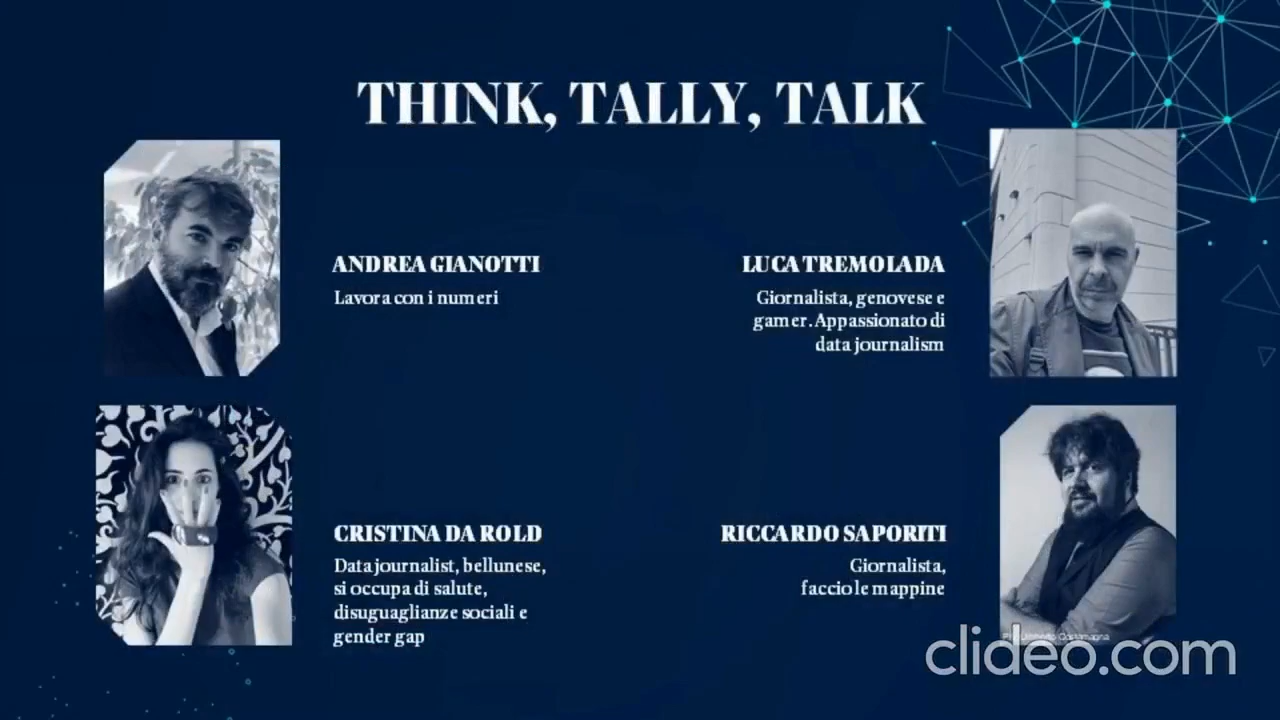 THINK, TALLY, TALK
ANDREA GIANOTTI
Lavora con i numeri
LUCA TREMOLADA
Giornalista, genovese e
gamer. Appassionato di
data journalism
CRISTINA DA ROLD
Data journalist, bellunese,
si occupa di salute,
disuguaglianze sociali e
gender gap
RICCARDO SAPORITI
Giornalista,
faccio le mappine
Costamagna
clideo.com